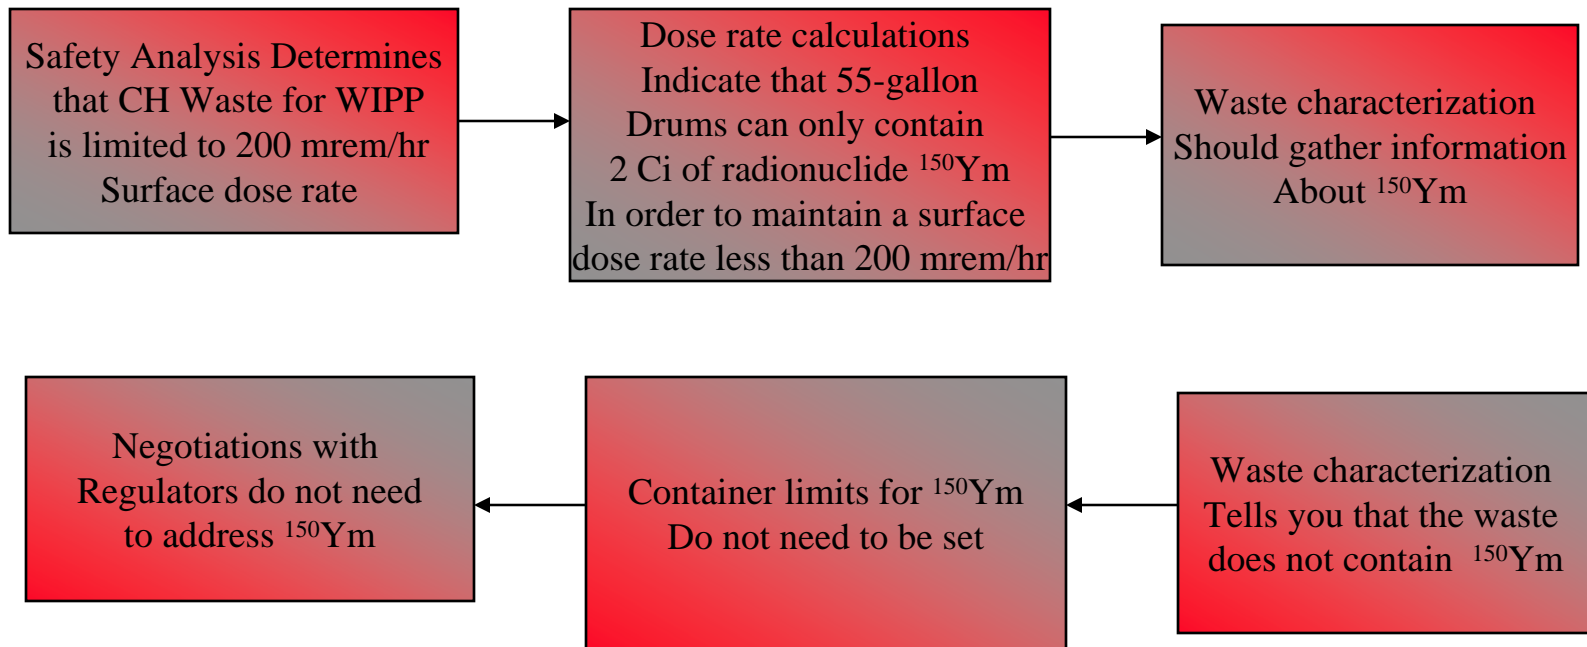 Safety Analysis Determines
that CH Waste for WIPP
is limited to 200 mrem/hr
Surface dose rate
Dose rate calculations
Indicate that 55-gallon
Drums can only contain
2 Ci of radionuclide ¹⁵⁰Ym
In order to maintain a surface
dose rate less than 200 mrem/hr
Waste characterization
Should gather information
About ¹⁵⁰Ym
Waste characterization
Tells you that the waste
does not contain ¹⁵⁰Ym
Container limits for ¹⁵⁰Ym
Do not need to be set
Negotiations with
Regulators do not need
to address ¹⁵⁰Ym